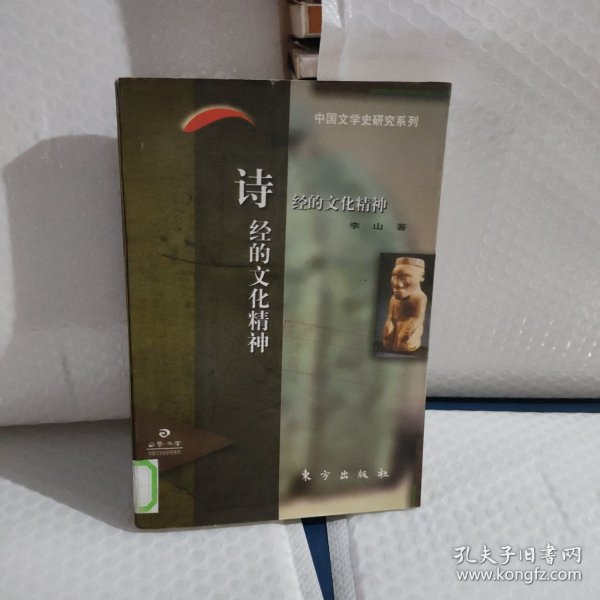 中国文学史研究系列
诗
经的文化精神
经的文化精神
李山 著
东方出版社
孔夫子旧书网
www.kongfz.com